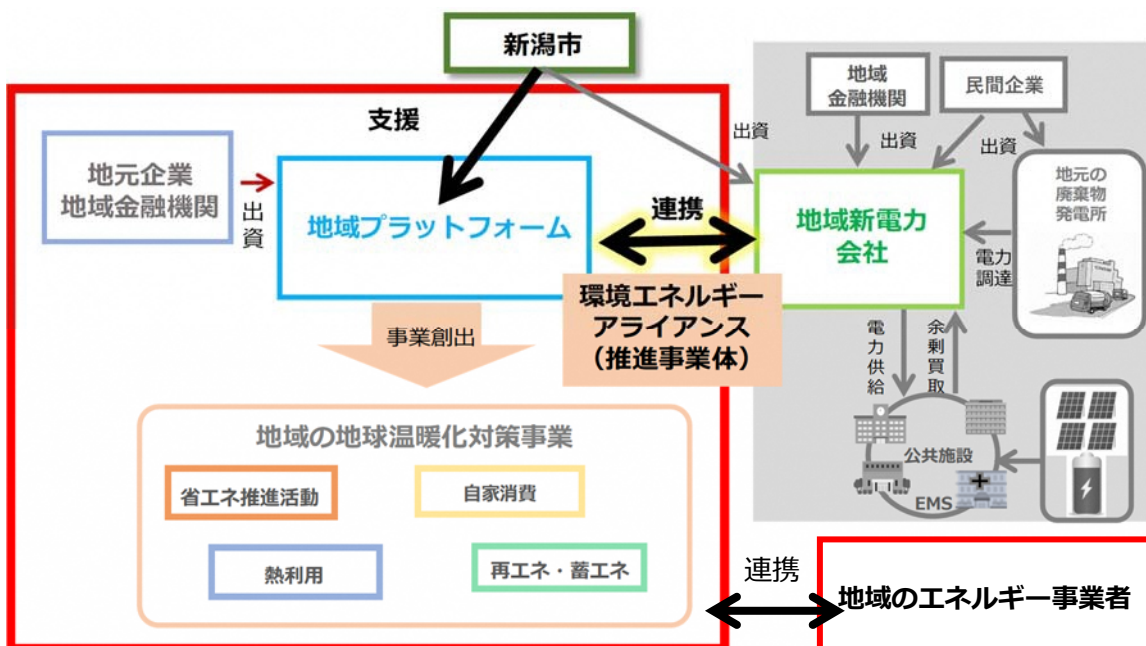 新潟市
支援
地元企業
地域金融機関
出資
地域プラットフォーム
連携
出資
地域
金融機関
民間企業
出資
出資
地域新電力
会社
地元の
廃棄物
発電所
電力
調達
環境エネルギー
アライアンス
（推進事業体）
事業創出
電力供給
余剰買取
公共施設
EMS
地域の地球温暖化対策事業
省エネ推進活動
自家消費
熱利用
再エネ・蓄エネ
連携
地域のエネルギー事業者